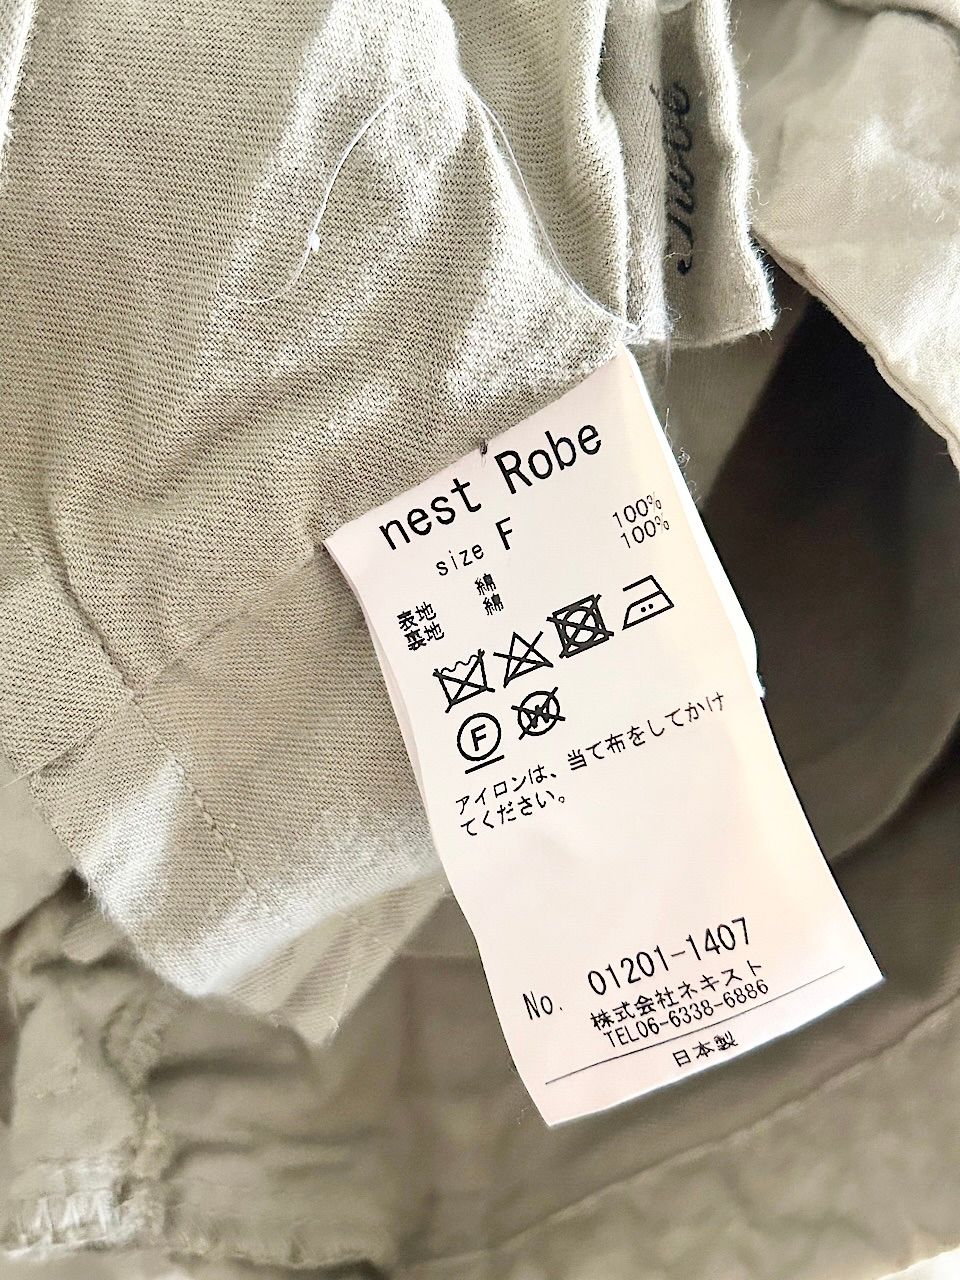 nest Robe
size F
表地 綿 100%
裏地 綿 100%
F
W
アイロンは、当て布をしてかけ
てください。
No. 01201-1407
株式会社ネキスト
TEL06-6338-6886
日本製